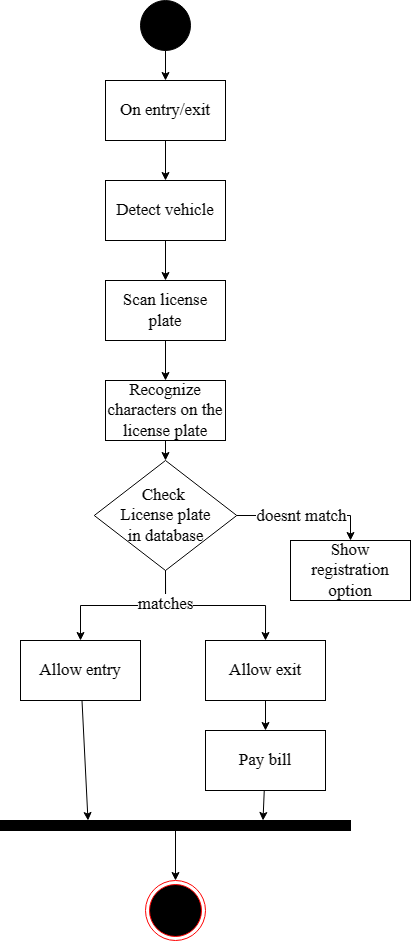 On entry/exit
Detect vehicle
Scan license
plate
Recognize
characters on the
license plate
Check
License plate
in database
doesnt match
Show
registration
option
matches
Allow entry
Allow exit
Pay bill